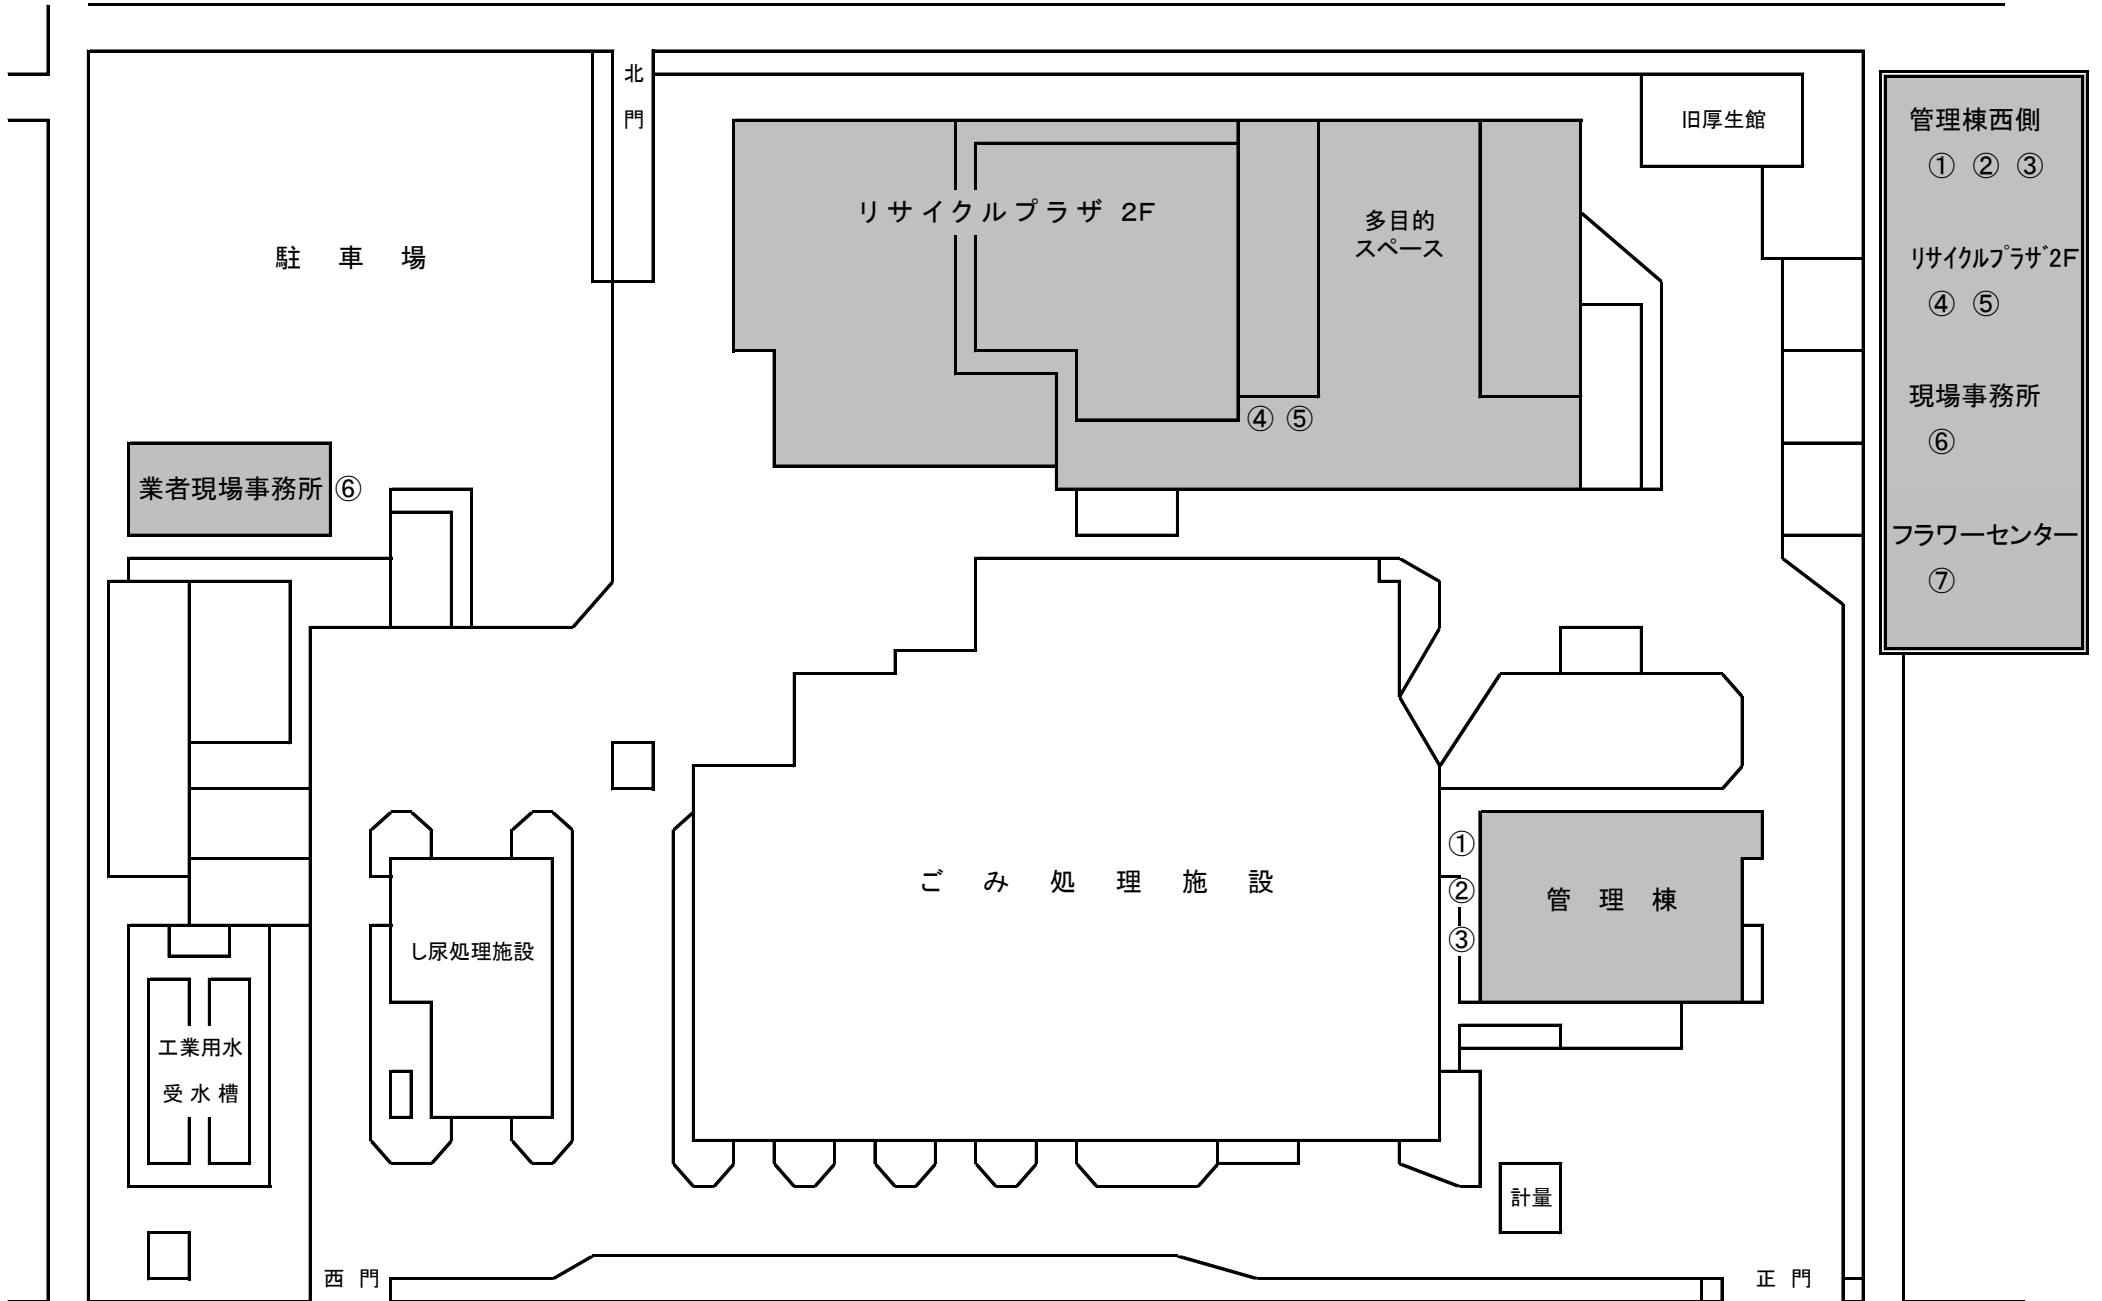 北
門
旧厚生館
管理棟西側
① ② ③
リサイクルプラザ 2F
多目的
スペース
駐 車 場
ﾘｻｲｸﾙﾌﾟﾗｻﾞ2F
④ ⑤
現場事務所
⑥
④ ⑤
業者現場事務所 ⑥
フラワーセンター
⑦
①
②
③
ご み 処 理 施 設
管 理 棟
し尿処理施設
工業用水
受 水 槽
計量
西 門
正 門